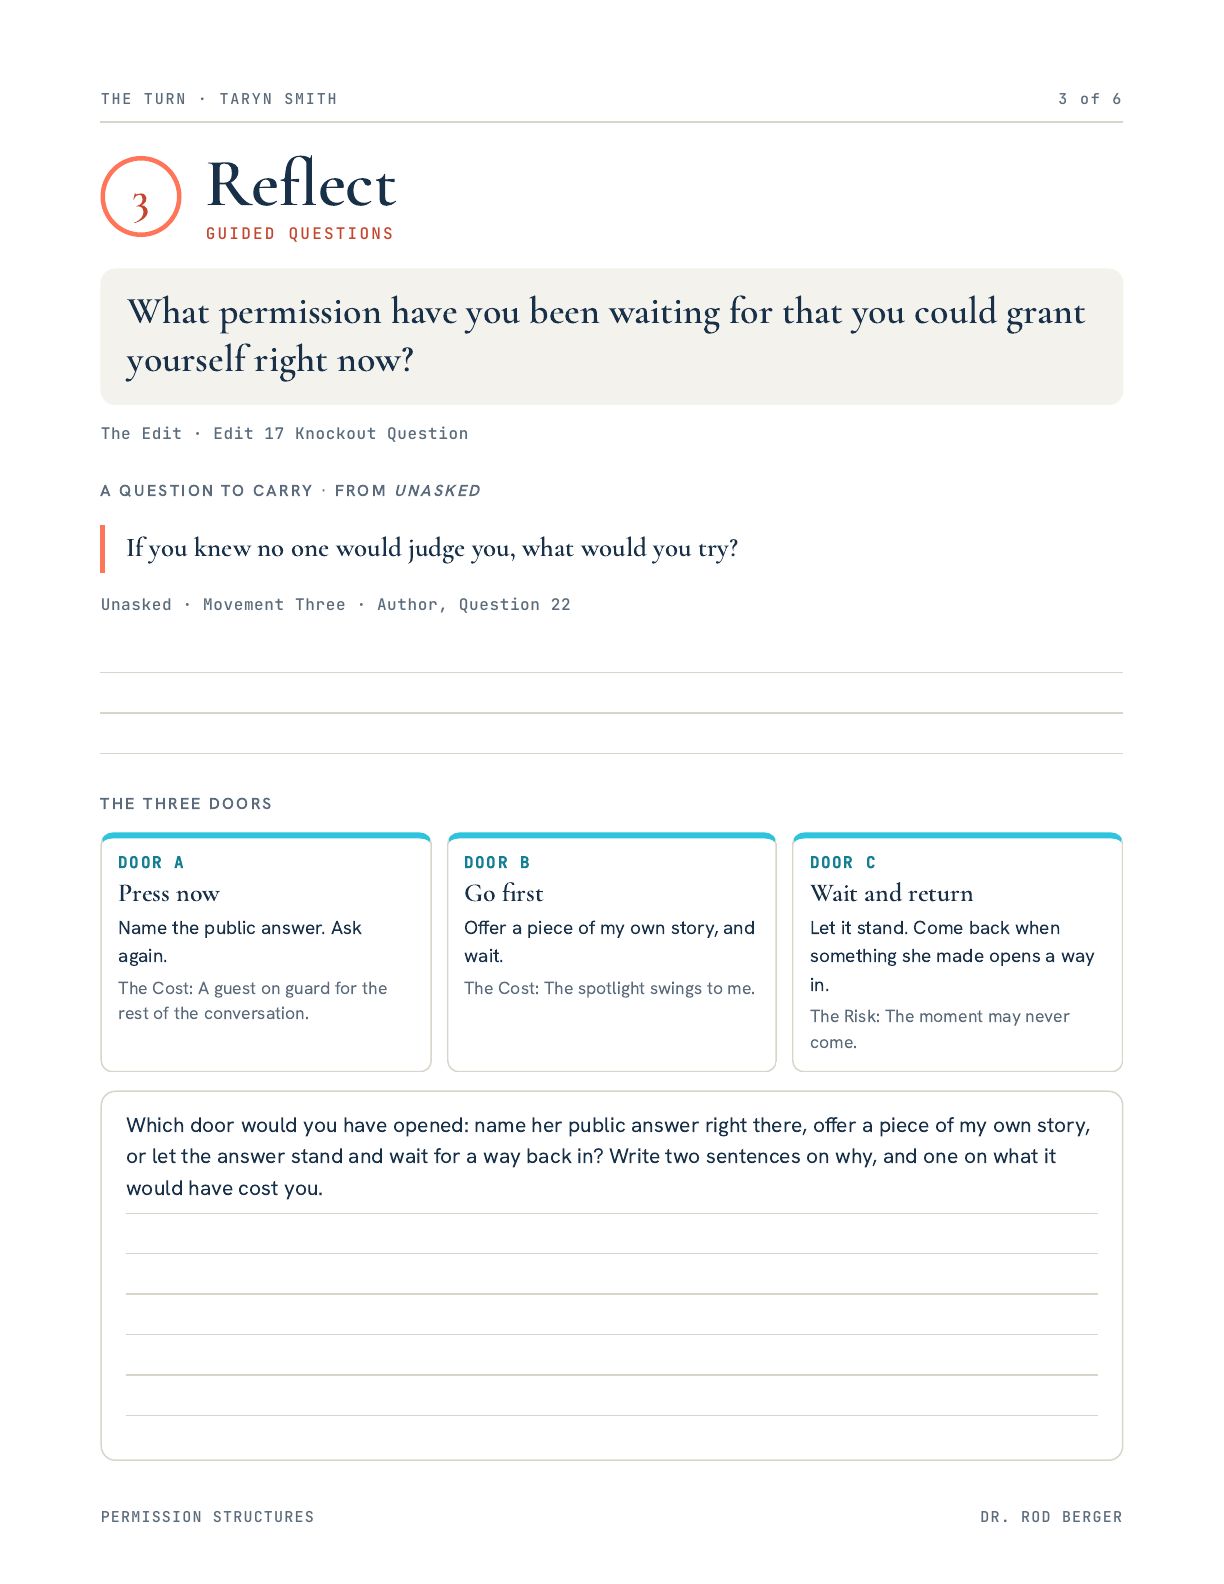 THE TURN · TARYN SMITH
3 of 6
3
Reflect
GUIDED QUESTIONS
What permission have you been waiting for that you could grant
yourself right now?
The Edit · Edit 17 Knockout Question
A QUESTION TO CARRY · FROM UNASKED
If you knew no one would judge you, what would you try?
Unasked · Movement Three · Author, Question 22
THE THREE DOORS
DOOR A
Press now
Name the public answer. Ask
again.
The Cost: A guest on guard for the
rest of the conversation.
DOOR B
Go first
Offer a piece of my own story, and
wait.
The Cost: The spotlight swings to me.
DOOR C
Wait and return
Let it stand. Come back when
something she made opens a way
in.
The Risk: The moment may never
come.
Which door would you have opened: name her public answer right there, offer a piece of my own story,
or let the answer stand and wait for a way back in? Write two sentences on why, and one on what it
would have cost you.
PERMISSION STRUCTURES
DR. ROD BERGER